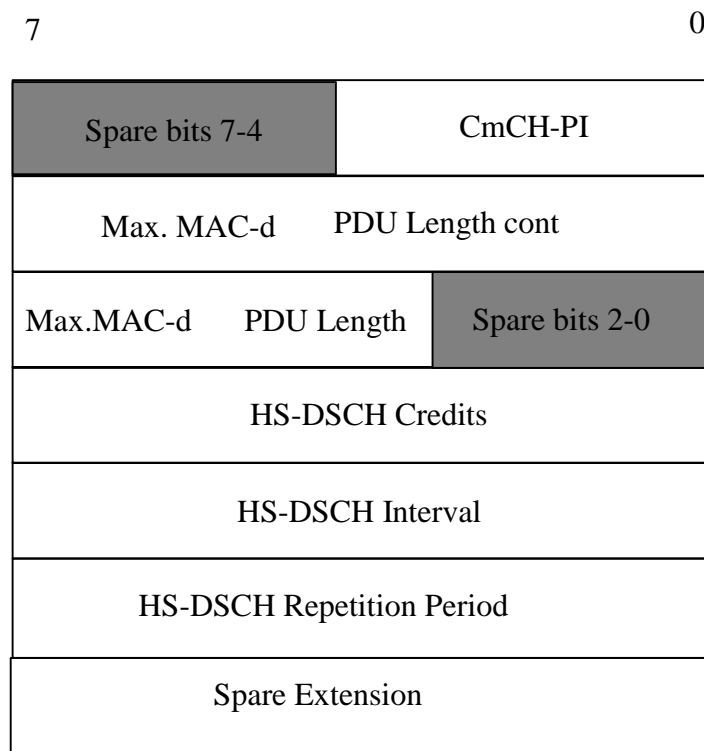 7 0
Spare bits 7-4 CmCH-PI
Max. MAC-d PDU Length cont
Max.MAC-d PDU Length Spare bits 2-0
HS-DSCH Credits
HS-DSCH Interval
HS-DSCH Repetition Period
Spare Extension